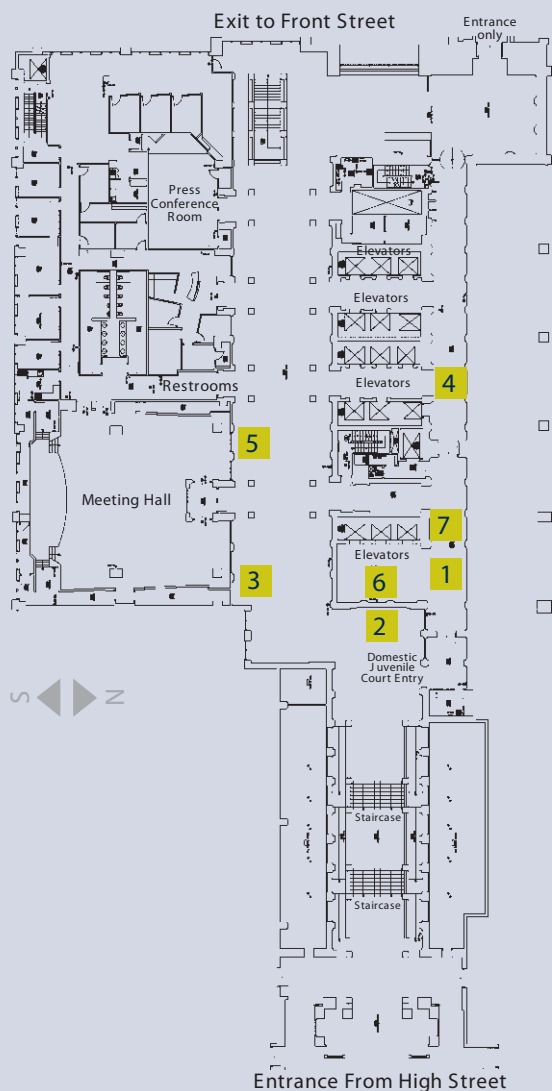 Exit to Front Street
Entrance
only
Press
Conference
Room
Elevators
Elevators
Restrooms
Elevators
4
5
Meeting Hall
7
Elevators
3
6
1
2
Domestic
Juvenile
Court Entry
S
N
Staircase
Staircase
Entrance From High Street